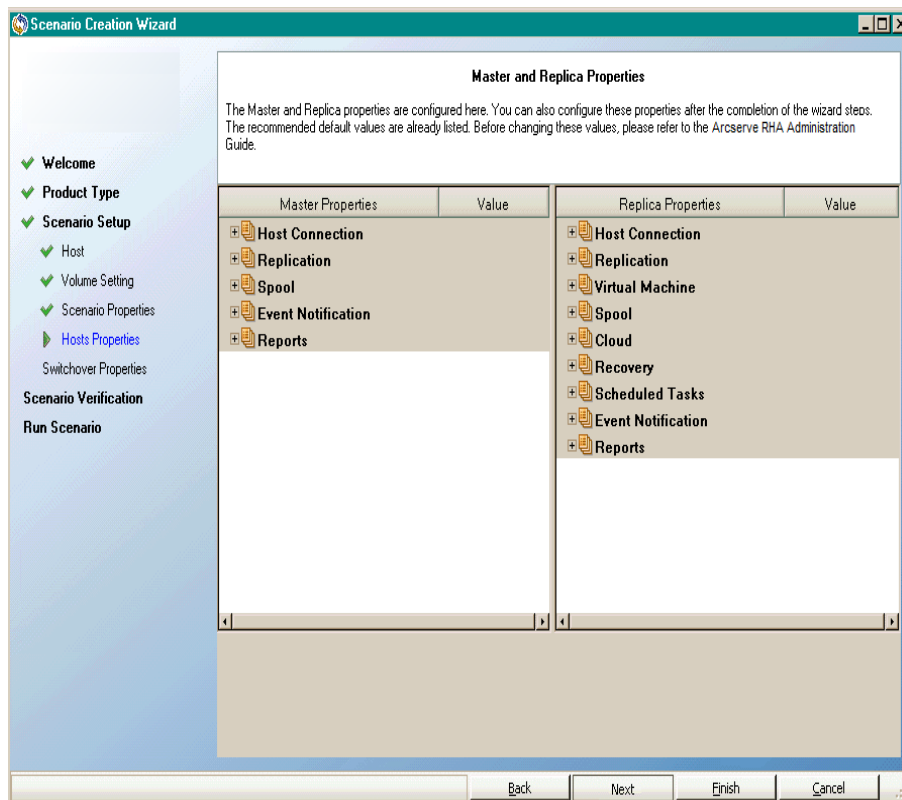 Scenario Creation Wizard
Master and Replica Properties
The Master and Replica properties are configured here. You can also configure these properties after the completion of the wizard steps.
The recommended default values are already listed. Before changing these values, please refer to the Arcserve RHA Administration
Guide.
Welcome
Product Type
Scenario Setup
Host
Volume Setting
Scenario Properties
Hosts Properties
Switchover Properties
Scenario Verification
Run Scenario
Master Properties Value
Host Connection
Replication
Spool
Event Notification
Reports
Replica Properties Value
Host Connection
Replication
Virtual Machine
Spool
Cloud
Recovery
Scheduled Tasks
Event Notification
Reports
Back Next Finish Cancel